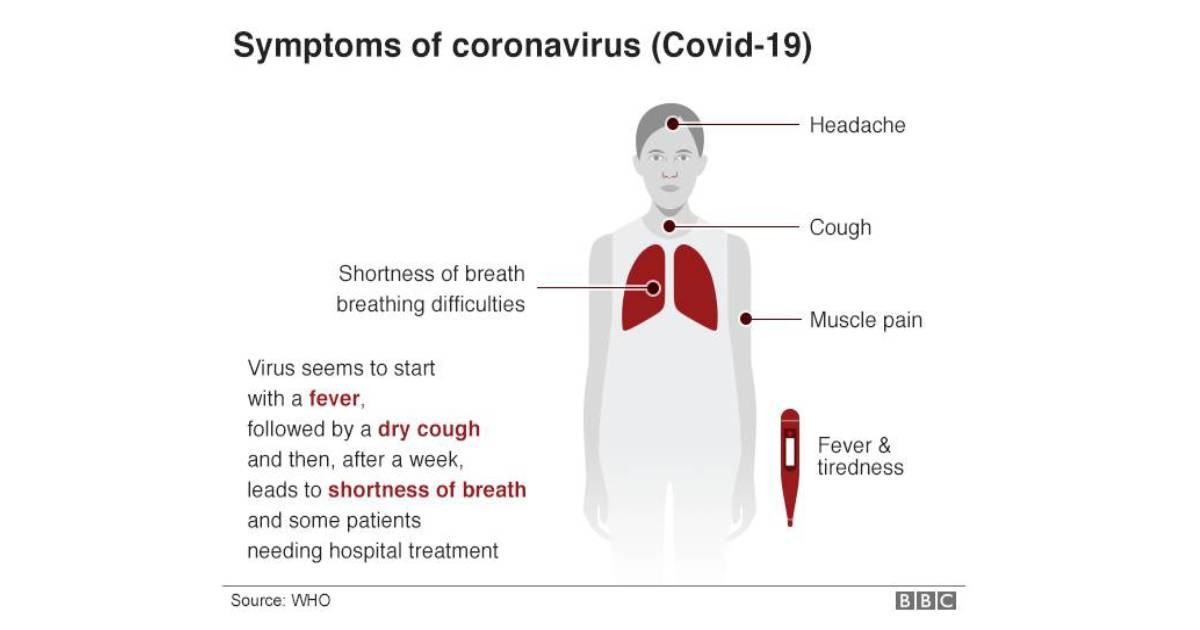 Symptoms of coronavirus (Covid-19)
Headache
Cough
Shortness of breath
breathing difficulties
Muscle pain
Virus seems to start
with a fever,
followed by a dry cough
and then, after a week,
leads to shortness of breath
and some patients
needing hospital treatment
Fever &
tiredness
Source: WHO
BBC